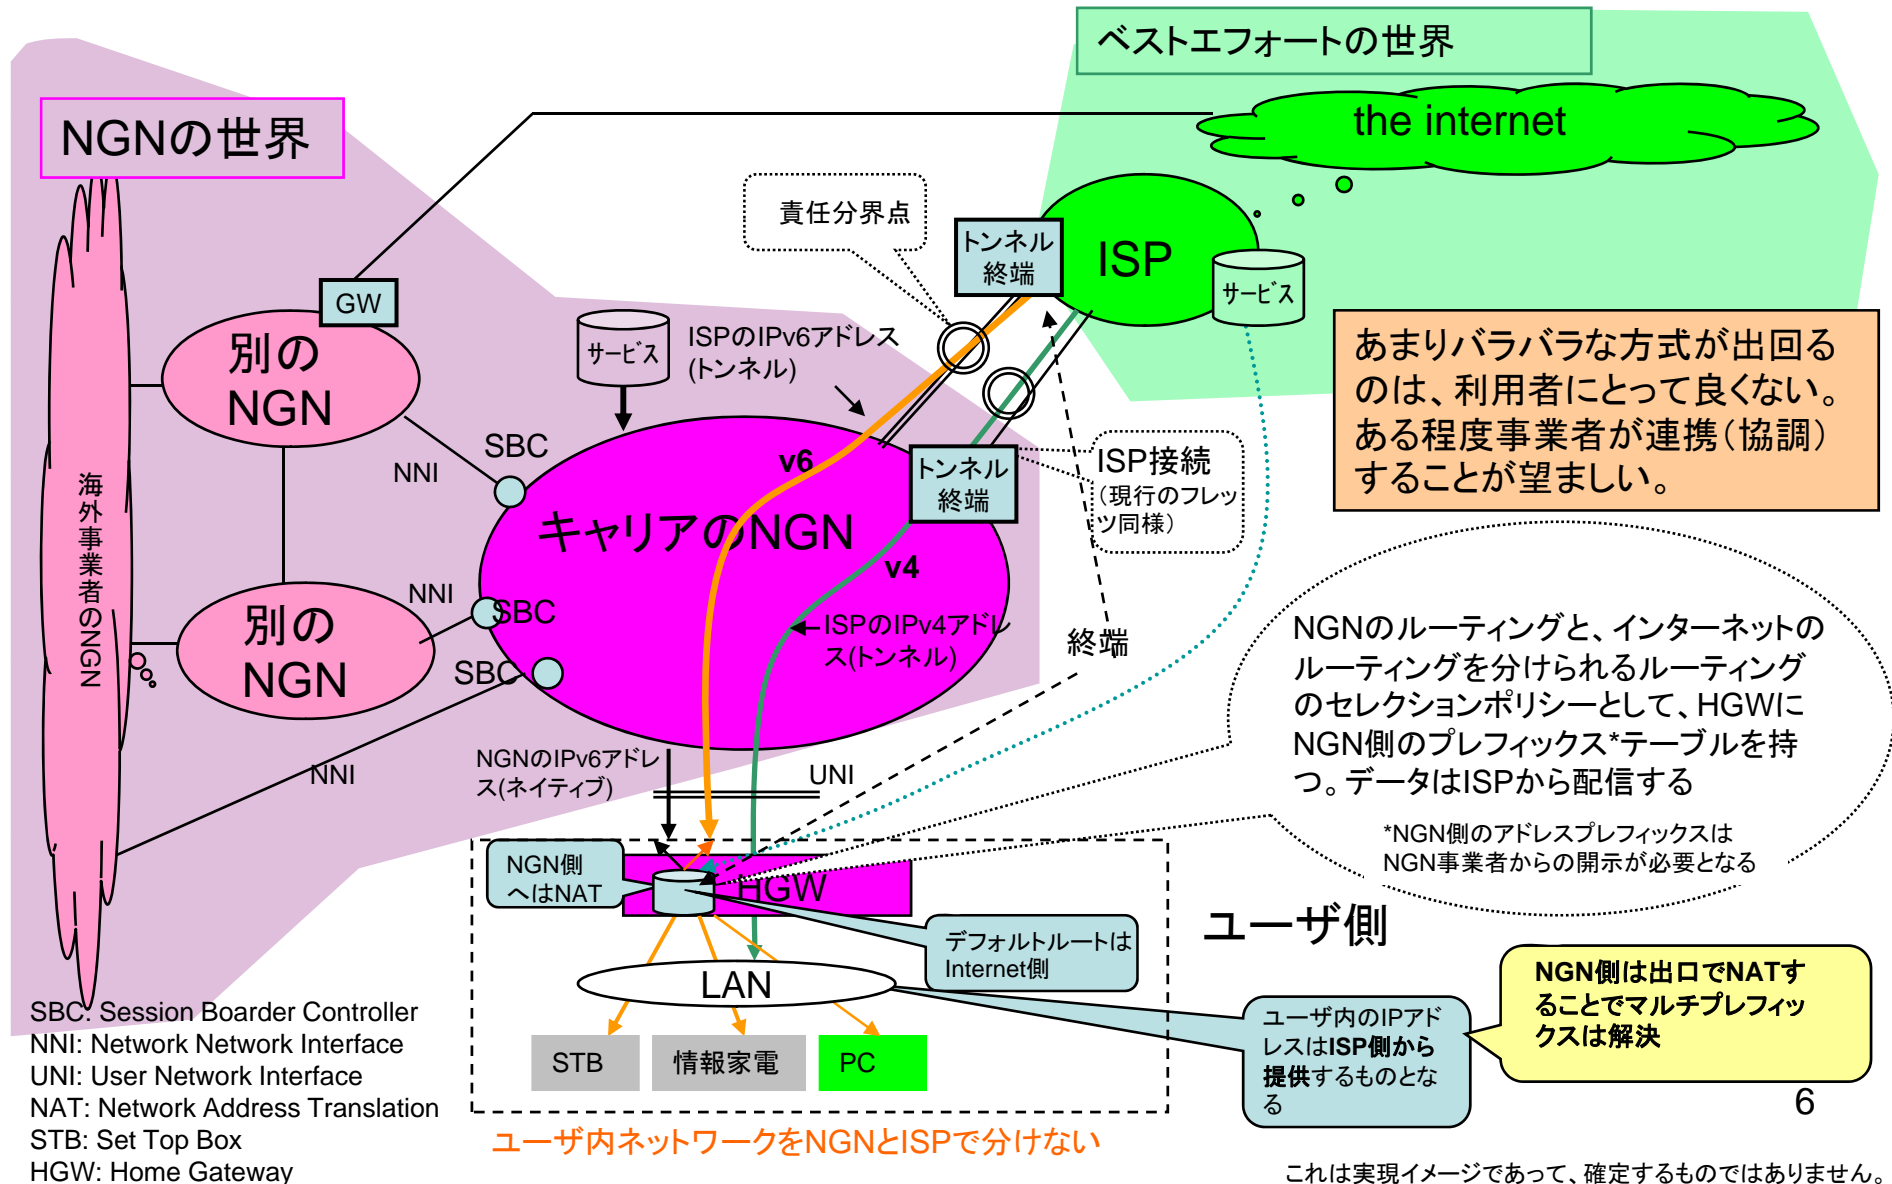 ベストエフォートの世界
the internet
NGNの世界
責任分界点
トンネル
終端
ISP
サービス
GW
別の
NGN
サービス
ISPのIPv6アドレス
(トンネル)
あまりバラバラな方式が出回る
のは、利用者にとって良くない。
ある程度事業者が連携（協調）
することが望ましい。
SBC
NNI
v6
トンネル
終端
ISP接続
（現行のフレッ
ツ同様）
海外事業者のNGN
キャリアのNGN
v4
NNI
SBC
別の
NGN
ISPのIPv4アドレ
ス(トンネル)
終端
SBC
NNI
NGNのルーティングと、インターネットの
ルーティングを分けられるルーティング
のセレクションポリシーとして、HGWに
NGN側のプレフィックス*テーブルを持
つ。データはISPから配信する
*NGN側のアドレスプレフィックスは
NGN事業者からの開示が必要となる
NGNのIPv6アドレ
ス(ネイティブ)
UNI
NGN側
へはNAT
HGW
デフォルトルートは
Internet側
ユーザ側
LAN
NGN側は出口でNATす
ることでマルチプレフィッ
クスは解決
ユーザ内のIPアド
レスはISP側から
提供するものとな
る
STB
情報家電
PC
SBC: Session Boarder Controller
NNI: Network Network Interface
UNI: User Network Interface
NAT: Network Address Translation
STB: Set Top Box
HGW: Home Gateway
ユーザ内ネットワークをNGNとISPで分けない
6
これは実現イメージであって、確定するものではありません。